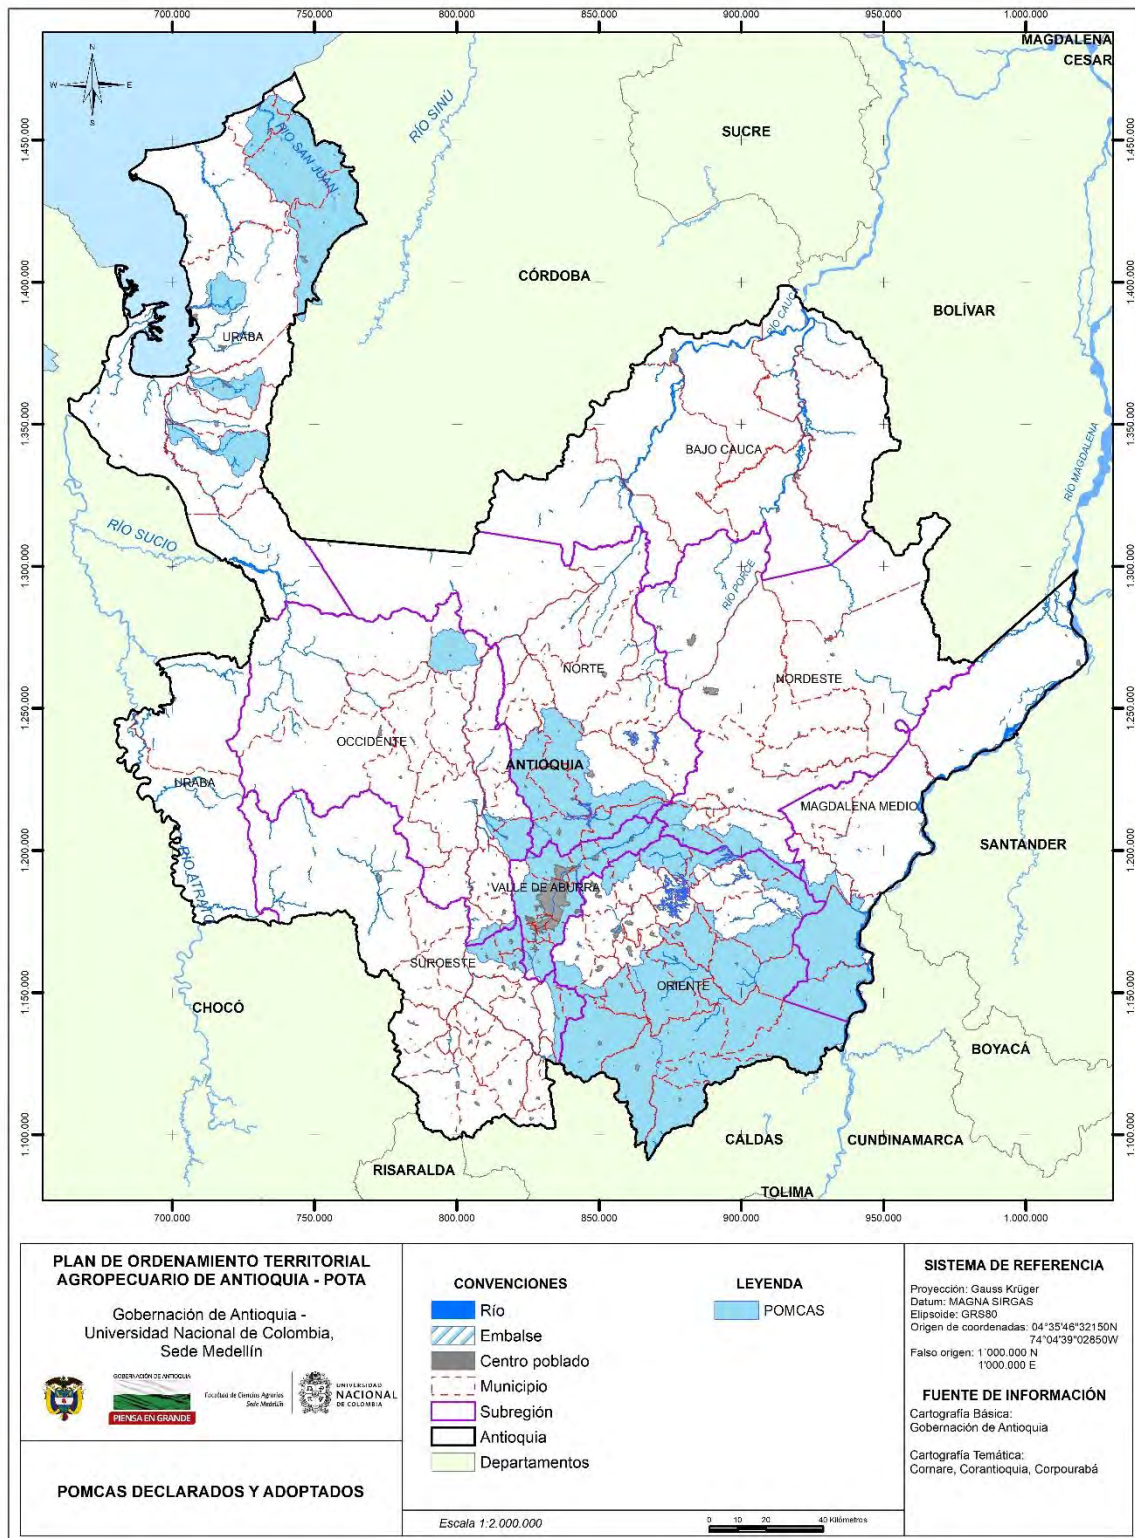 700.000 750.000 800.000 850.000 900.000 950.000 1.000.000
MAGDALENA
CESAR
N
W E
S
RÍO SINÚ
SUCRE
1.450.000 1.450.000
RÍO SAN JUAN
CÓRDOBA
1.400.000 1.400.000
BOLÍVAR
RÍO CAUCA
URABA
1.350.000 1.350.000
BAJO CAUCA
RÍO MAGDALENA
RÍO SUCIO
1.300.000 1.300.000
RÍO PORCE
NORTE
NORDESTE
1.250.000 1.250.000
OCCIDENTE
ANTIOQUIA
URABA
MAGDALENA MEDIO
SANTANDER
1.200.000 1.200.000
RÍO ATRATO
VALLE DE ABURRA
SUROESTE
ORIENTE
CHOCÓ
1.150.000 1.150.000
BOYACÁ
1.100.000 1.100.000
CALDAS
CUNDINAMARCA
RISARALDA
TOLIMA
700.000 750.000 800.000 850.000 900.000 950.000 1.000.000
PLAN DE ORDENAMIENTO TERRITORIAL
AGROPECUARIO DE ANTIOQUIA - POTA
Gobernación de Antioquia -
Universidad Nacional de Colombia,
Sede Medellín
GOBERNACIÓN DE ANTIOQUIA
PIENSA EN GRANDE
Facultad de Ciencias Agrarias
Sede Medellín
UNIVERSIDAD
NACIONAL
DE COLOMBIA
POMCAS DECLARADOS Y ADOPTADOS
CONVENCIONES
Río
Embalse
Centro poblado
Municipio
Subregión
Antioquia
Departamentos
LEYENDA
POMCAS
Escala 1:2.000.000
0 10 20 40 Kilómetros
SISTEMA DE REFERENCIA
Proyección: Gauss Krüger
Datum: MAGNA SIRGAS
Elipsoide: GRS80
Origen de coordenadas: 04°35'46"32150N
74°04'39"02850W
Falso origen: 1´000.000 N
1'000.000 E
FUENTE DE INFORMACIÓN
Cartografía Básica:
Gobernación de Antioquia
Cartografía Temática:
Cornare, Corantioquia, Corpourabá